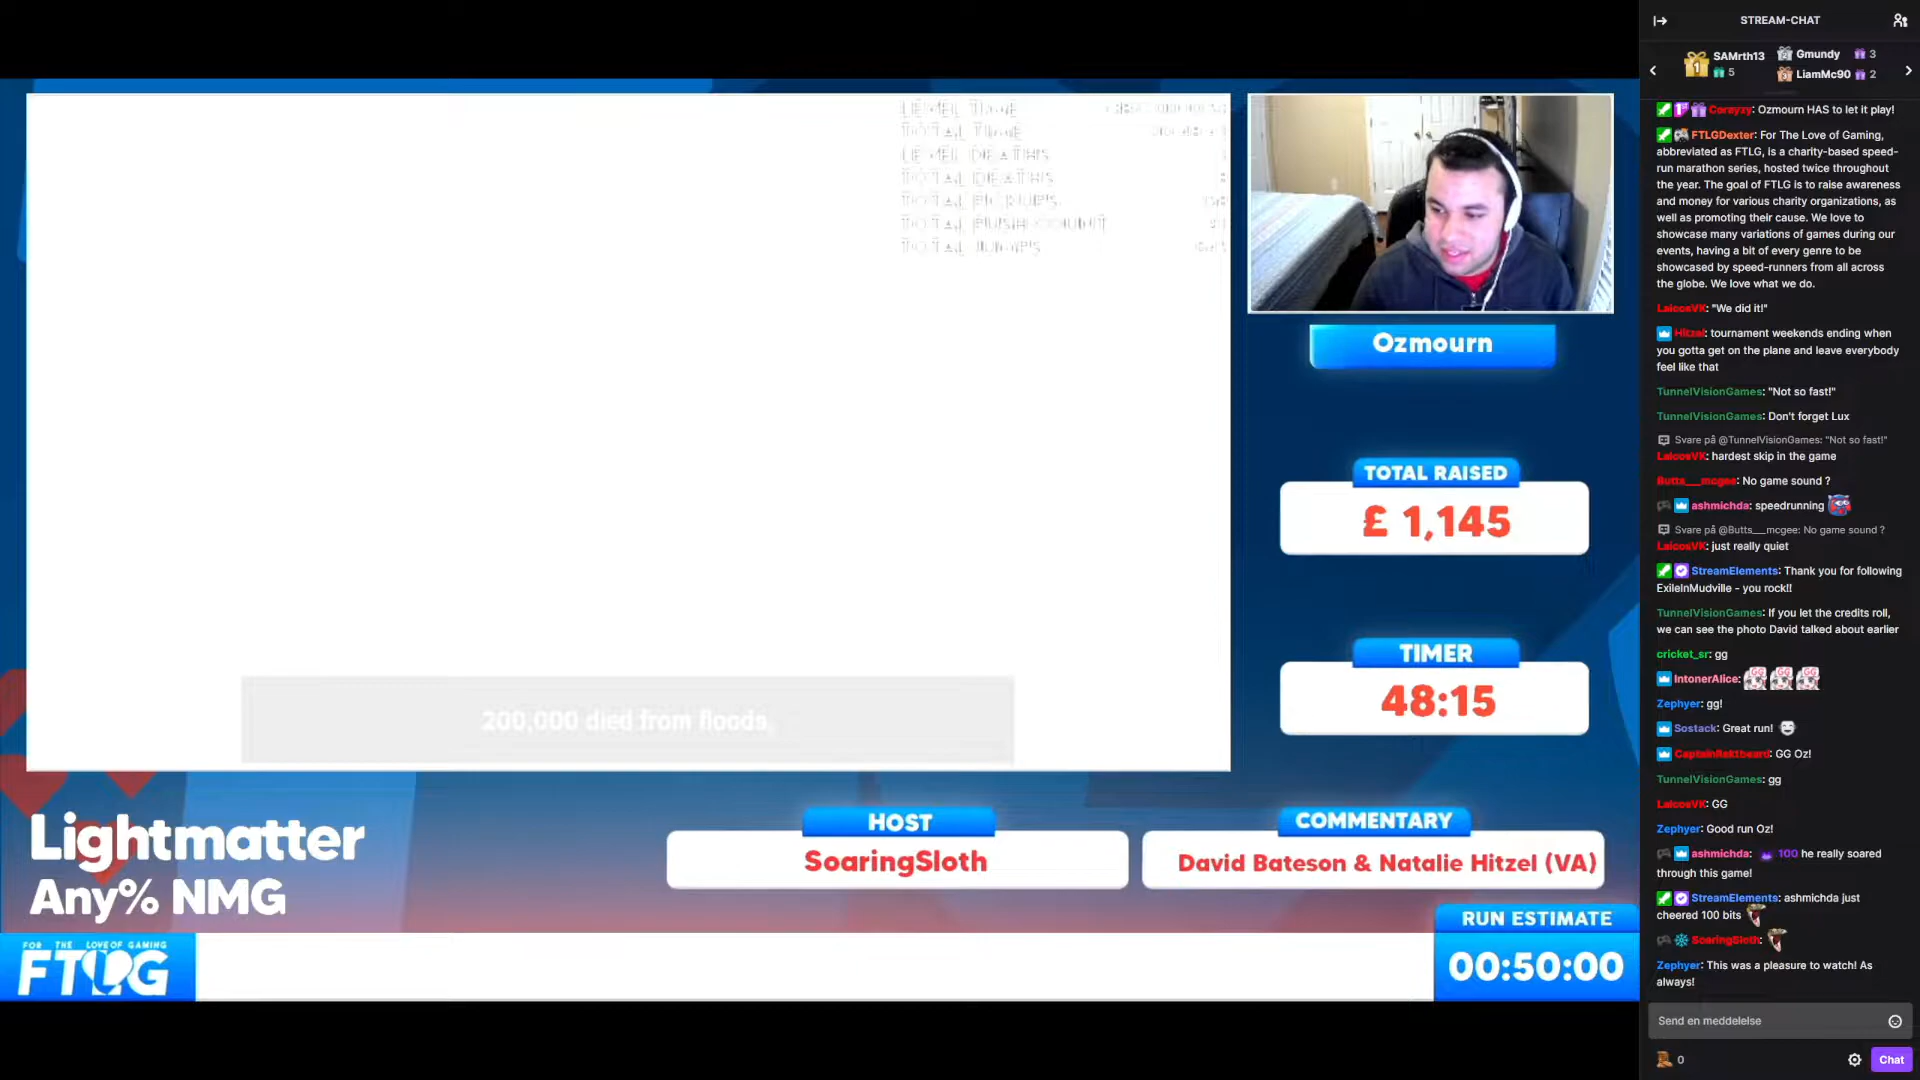 LEVEL TIME
TOTAL TIME
LEVEL DEATHS
TOTAL DEATHS
TOTAL PICKUPS
TOTAL PUSHCOUNT
TOTAL JUMPS
200,000 died from floods,
Ozmourn
TOTAL RAISED
£ 1,145
TIMER
48:15
Lightmatter
Any% NMG
HOST
SoaringSloth
COMMENTARY
David Bateson & Natalie Hitzel (VA)
RUN ESTIMATE
00:50:00
FOR THE LOVE OF GAMING
FTLG
STREAM-CHAT
1 SAMrth13
5
Gmundy 3
LiamMc90 2
Corayzy: Ozmourn HAS to let it play!
FTLGDexter: For The Love of Gaming,
abbreviated as FTLG, is a charity-based speed-
run marathon series, hosted twice throughout
the year. The goal of FTLG is to raise awareness
and money for various charity organizations, as
well as promoting their cause. We love to
showcase many variations of games during our
events, having a bit of every genre to be
showcased by speed-runners from all across
the globe. We love what we do.
LaicosVK: "We did it!"
Hitzel: tournament weekends ending when
you gotta get on the plane and leave everybody
feel like that
TunnelVisionGames: "Not so fast!"
TunnelVisionGames: Don't forget Lux
Svare på @TunnelVisionGames: "Not so fast!"
LaicosVK: hardest skip in the game
Butts___mcgee: No game sound ?
ashmichda: speedrunning
Svare på @Butts___mcgee: No game sound ?
LaicosVK: just really quiet
StreamElements: Thank you for following
ExileInMudville - you rock!!
TunnelVisionGames: If you let the credits roll,
we can see the photo David talked about earlier
cricket_sr: gg
IntonerAlice:
Zephyer: gg!
Sostack: Great run!
CaptainRektbeard: GG Oz!
TunnelVisionGames: gg
LaicosVK: GG
Zephyer: Good run Oz!
ashmichda: 100 he really soared
through this game!
StreamElements: ashmichda just
cheered 100 bits
SoaringSloth:
Zephyer: This was a pleasure to watch! As
always!
Send en meddelelse
0
Chat